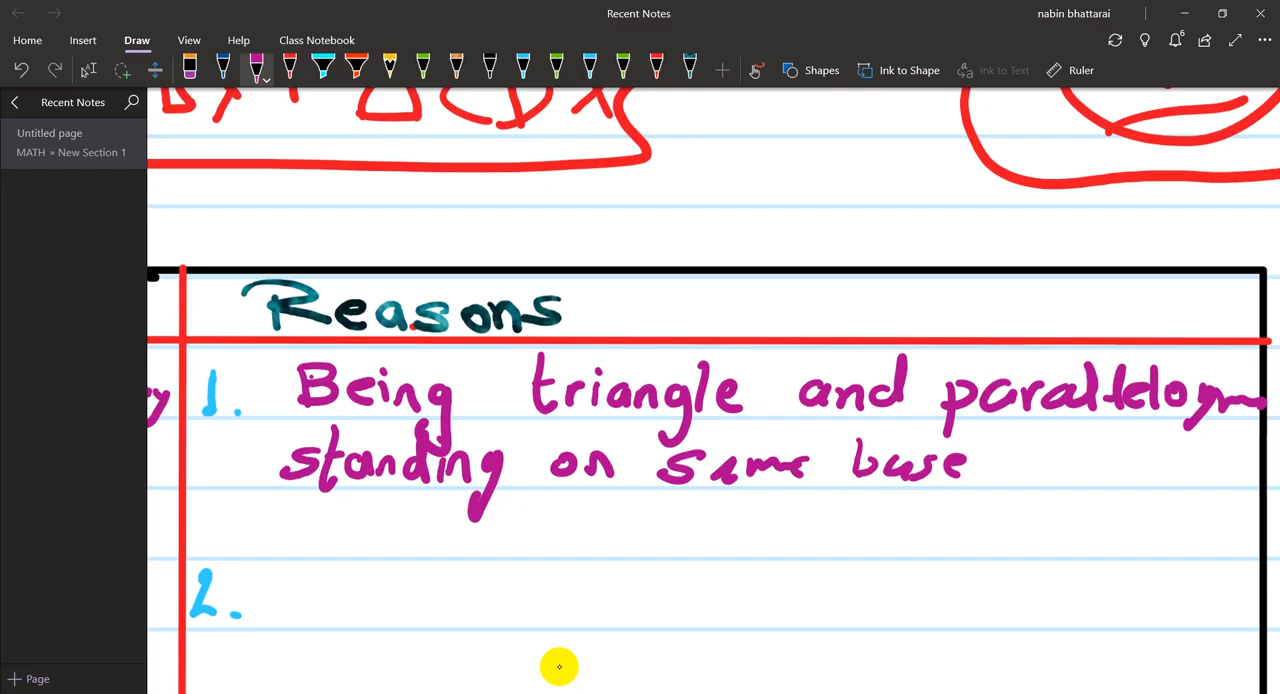 Recent Notes
nabin bhattarai
Home Insert Draw View Help Class Notebook
6
Shapes Ink to Shape Ink to Text Ruler
Recent Notes
Untitled page
MATH » New Section 1
Reasons
1. Being triangle and parallelogm
standing on same base
2.
Page